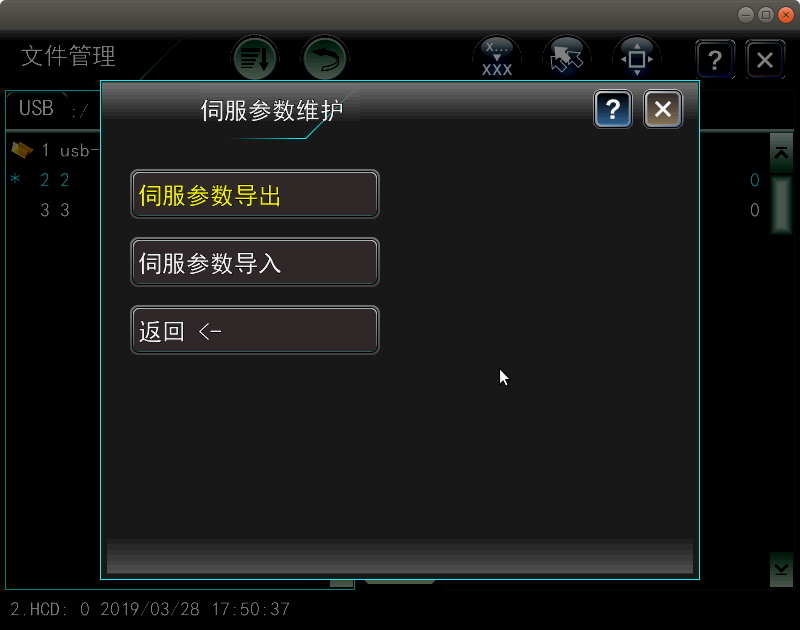 文件管理
X...
XXX
?
USB :/
伺服参数维护
?
1 usb-
* 2 2 0
3 3 0
伺服参数导出
伺服参数导入
返回 <-
2.HCD: 0 2019/03/28 17:50:37